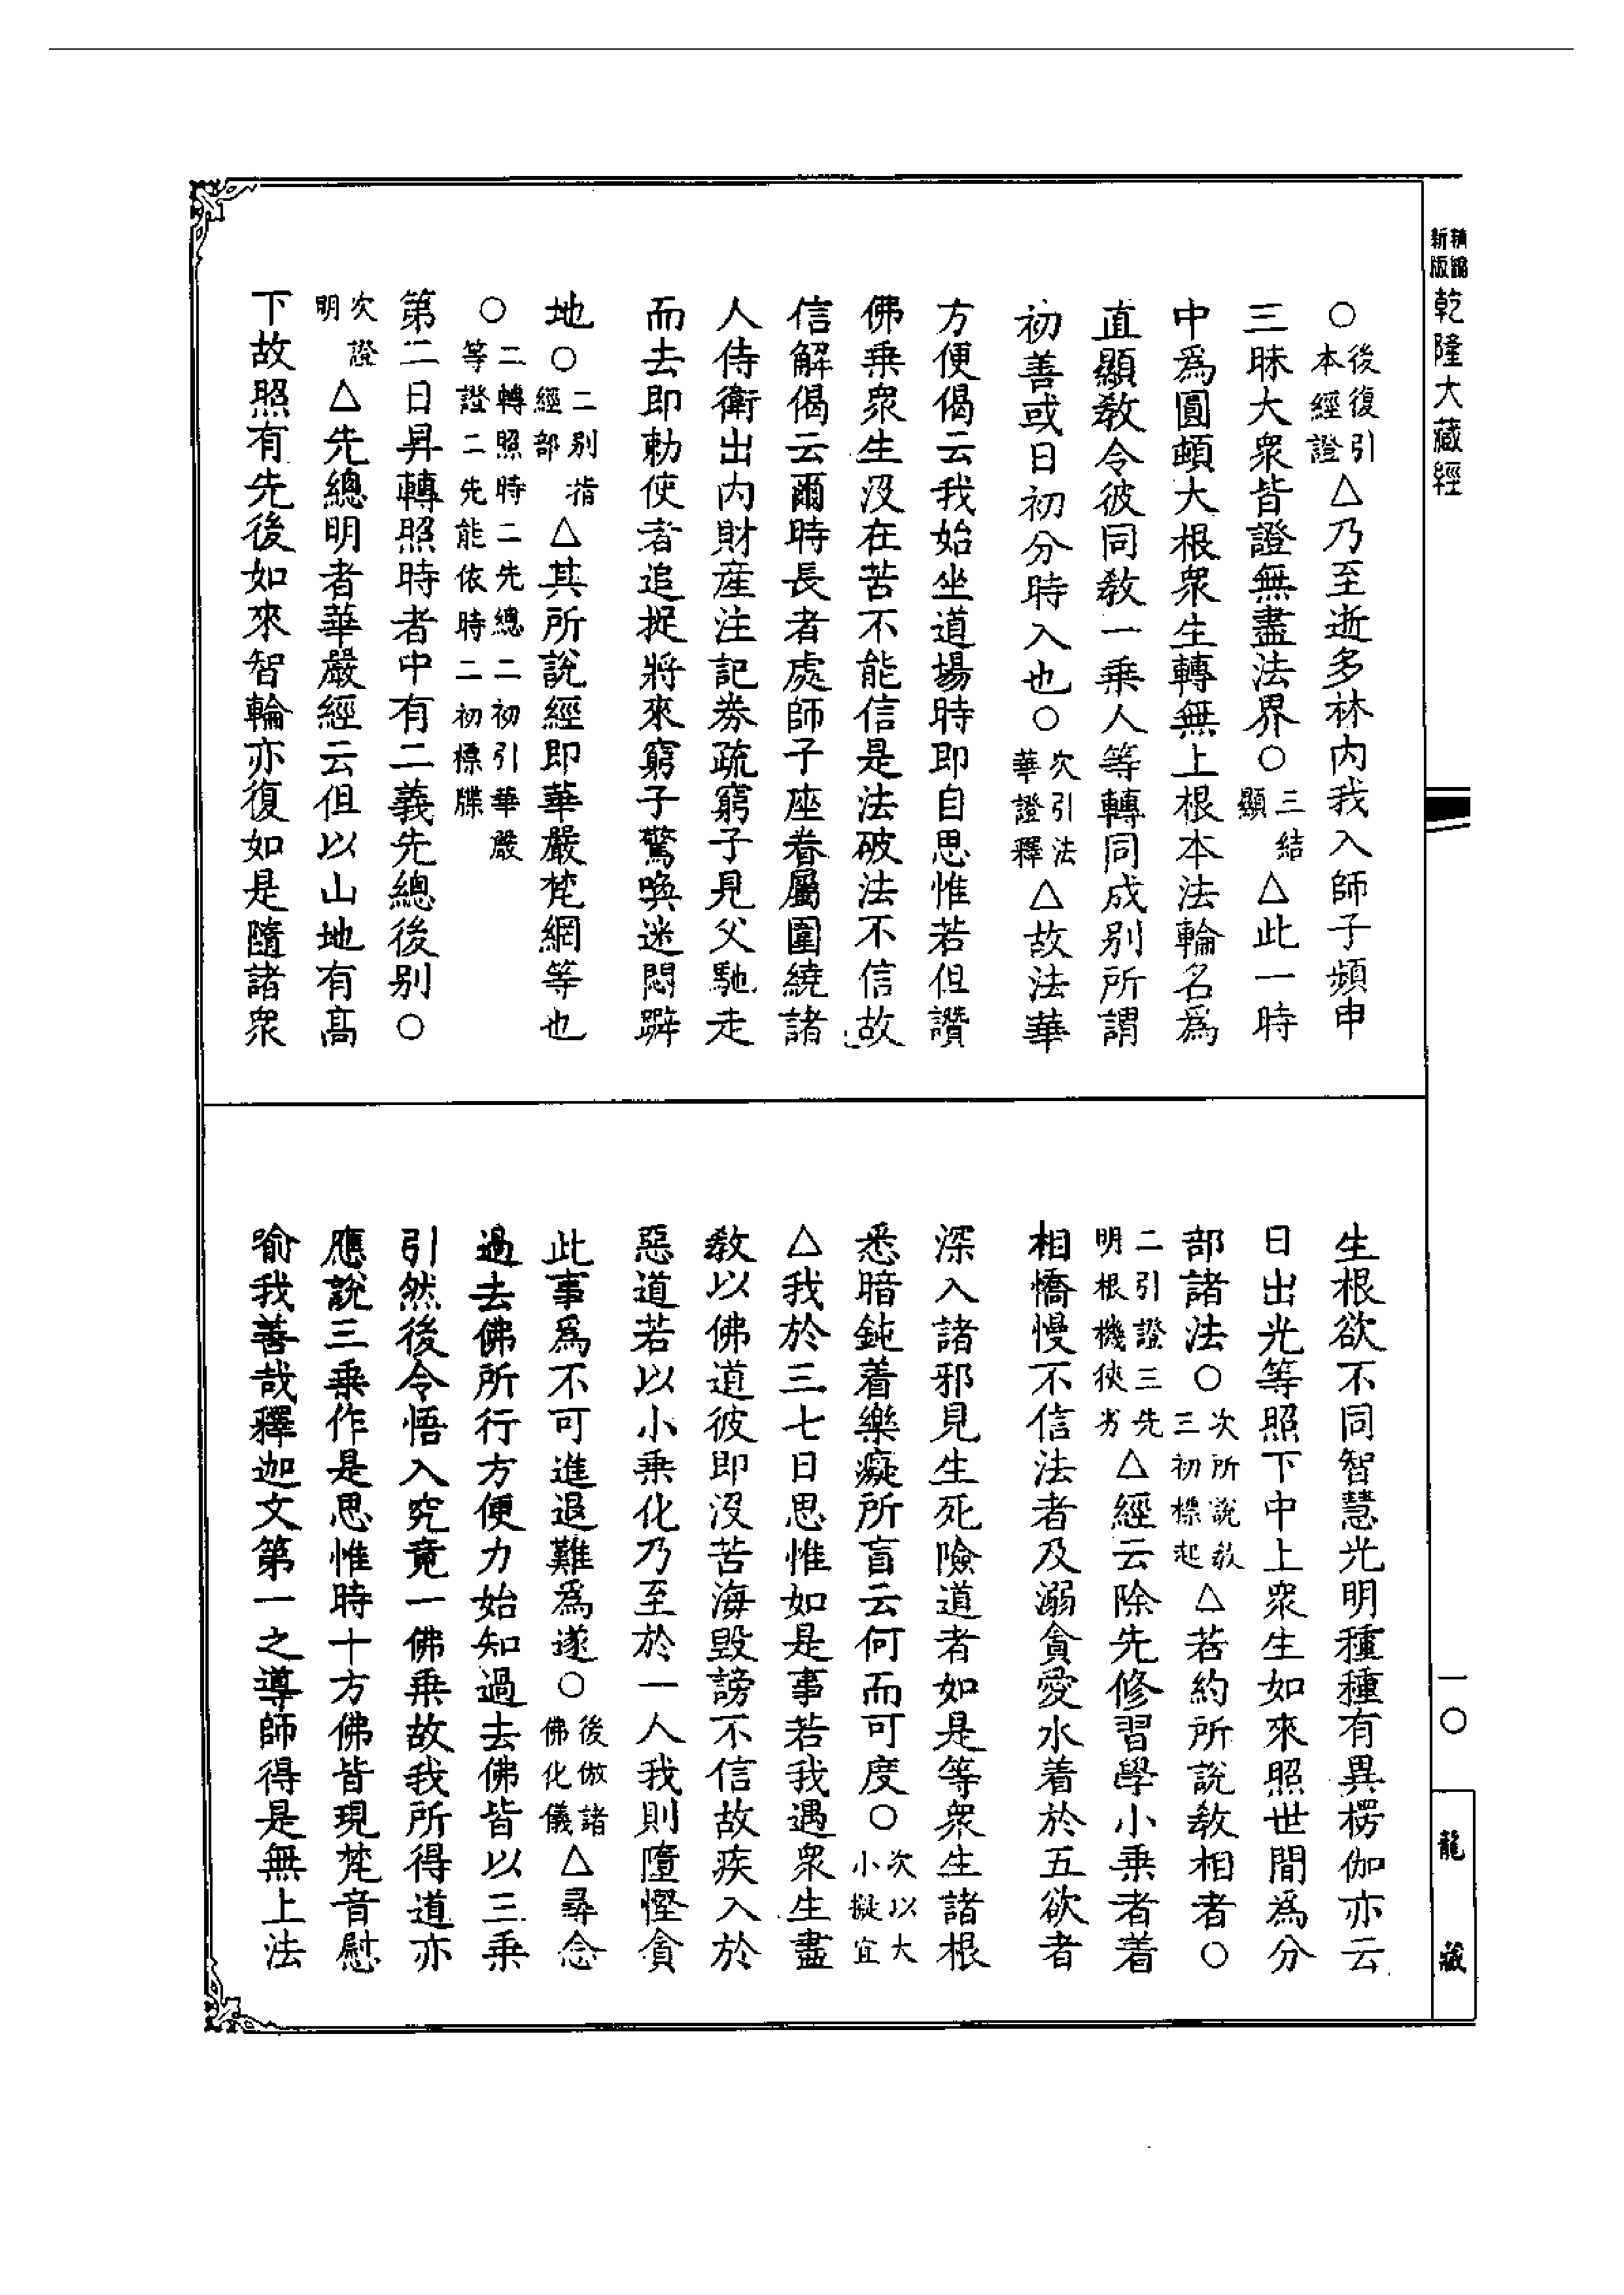 新編
新版乾隆大藏經
○後復引本經證△乃至逝多林內我入師子頻申
三昧大衆皆證無盡法界○三結顯△此一時
中爲圓頓大根衆生轉無上根本法輪名爲
直顯教令彼同教一乗人等轉同成別所謂
初善或日初分時入也○次引法華證釋△故法華
方便偈云我始坐道場時即自思惟若但讚
佛乗衆生沒在苦不能信是法破法不信故
信解偈云爾時長者處師子座眷屬圍繞諸
人侍衛出內財産注記券疏窮子見父馳走
而去即勅使者追捉將來窮子驚喚迷悶躃
地○二別指經部△其所說經即華嚴梵網等也
○二轉照時二先總二初引華嚴等證二先能依時二初標牒
第二日昇轉照時者中有二義先總後別○
次證明△先總明者華嚴經云但以山地有高
下故照有先後如來智輪亦復如是隨諸衆
生根欲不同智慧光明種種有異楞伽亦云
日出光等照下中上衆生如來照世間爲分
部諸法○次所說教三初標起△若約所說教相者○
二引證三先明根機狹劣△經云除先修習學小乗者着
相憍慢不信法者及溺貪愛水着於五欲者
深入諸邪見生死險道者如是等衆生諸根
悉暗鈍着樂癡所盲云何而可度○次以大小擬宜
△我於三七日思惟如是事若我遇衆生盡
教以佛道彼即沒苦海毀謗不信故疾入於
惡道若以小乗化乃至於一人我則墮慳貪
此事爲不可進退難爲遂○後倣諸佛化儀△尋念
過去佛所行方便力始知過去佛皆以三乗
引然後令悟入究竟一佛乗故我所得道亦
應說三乗作是思惟時十方佛皆現梵音慰
喻我善哉釋迦文第一之導師得是無上法
一○
龍藏